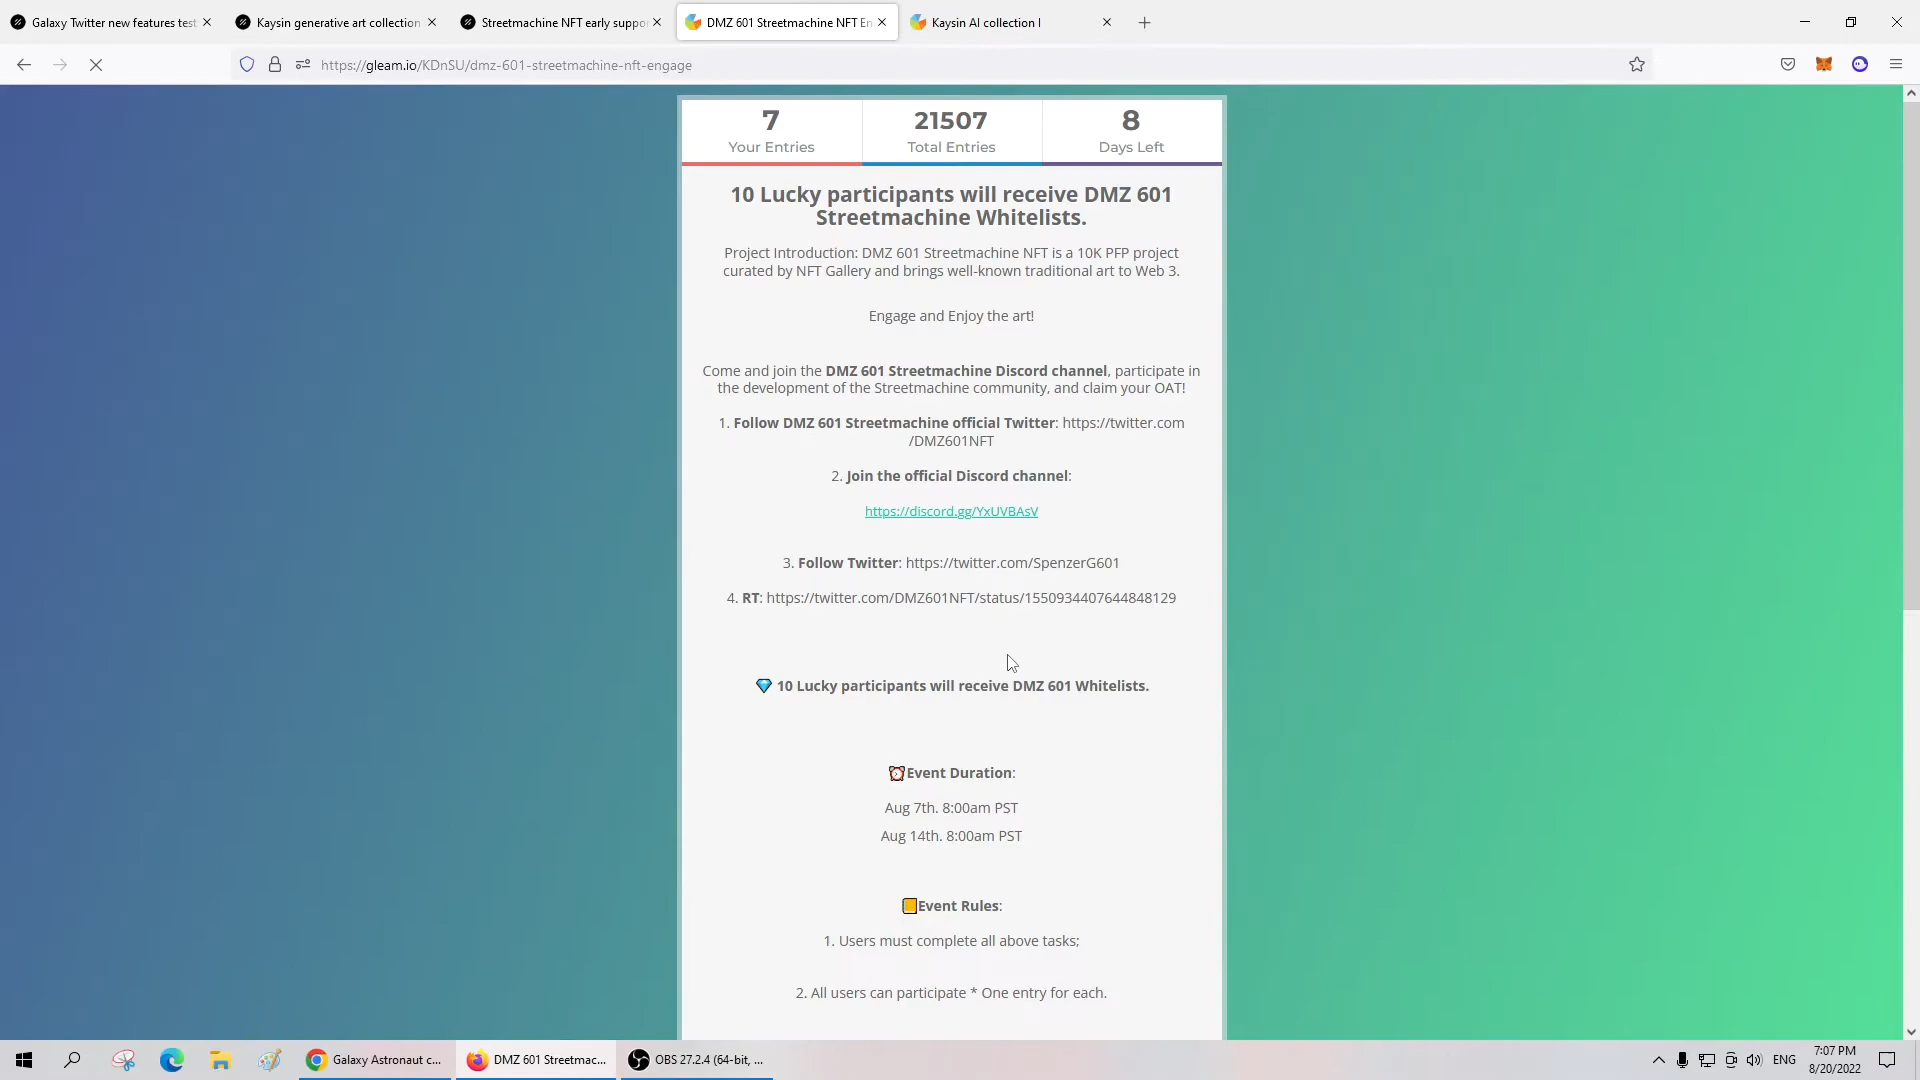 Galaxy Twitter new features test
Kaysin generative art collection
Streetmachine NFT early suppo
DMZ 601 Streetmachine NFT En
Kaysin AI collection I
https://gleam.io/KDnSU/dmz-601-streetmachine-nft-engage
7
Your Entries
21507
Total Entries
8
Days Left
10 Lucky participants will receive DMZ 601
Streetmachine Whitelists.
Project Introduction: DMZ 601 Streetmachine NFT is a 10K PFP project
curated by NFT Gallery and brings well-known traditional art to Web 3.
Engage and Enjoy the art!
Come and join the DMZ 601 Streetmachine Discord channel, participate in
the development of the Streetmachine community, and claim your OAT!
1. Follow DMZ 601 Streetmachine official Twitter: https://twitter.com
/DMZ601NFT
2. Join the official Discord channel:
https://discord.gg/YxUVBAsV
3. Follow Twitter: https://twitter.com/SpenzerG601
4. RT: https://twitter.com/DMZ601NFT/status/1550934407644848129
💎 10 Lucky participants will receive DMZ 601 Whitelists.
⏰Event Duration:
Aug 7th. 8:00am PST
Aug 14th. 8:00am PST
📒Event Rules:
1. Users must complete all above tasks;
2. All users can participate * One entry for each.
Galaxy Astronaut c...
DMZ 601 Streetmac...
OBS 27.2.4 (64-bit, ...
ENG
7:07 PM
8/20/2022